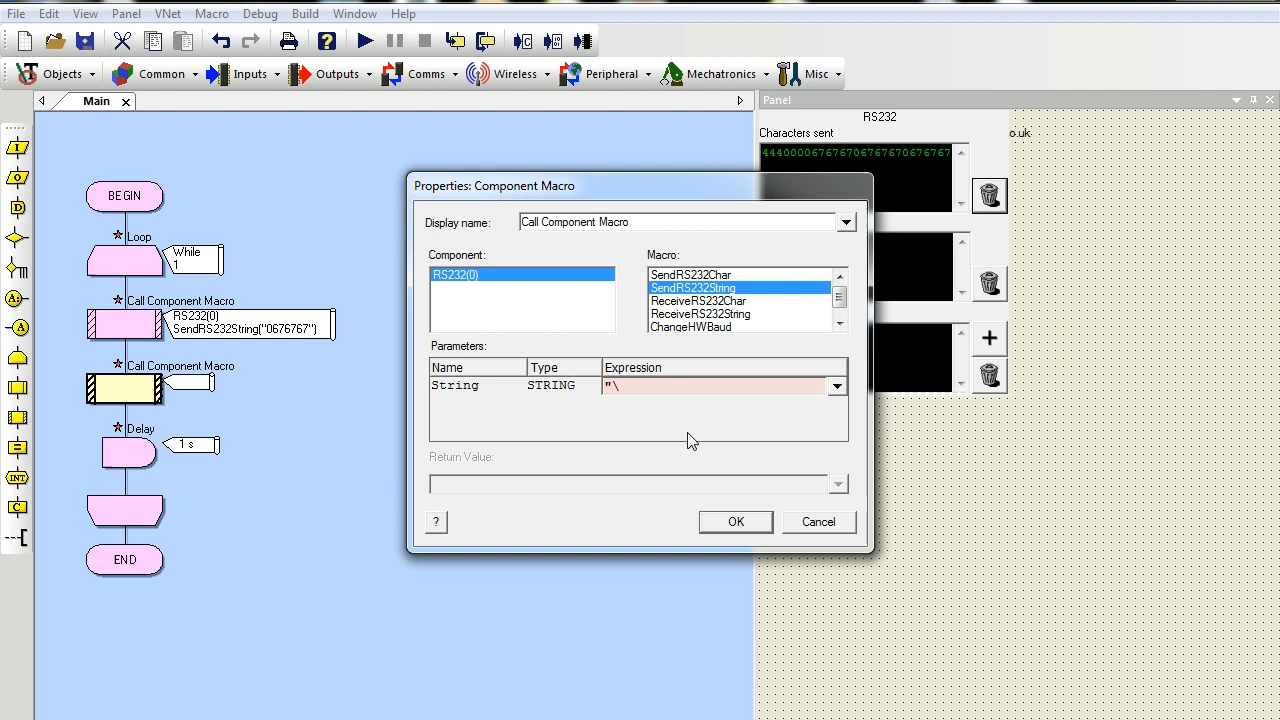 File Edit View Panel VNet Macro Debug Build Window Help
Objects Common Inputs Outputs Comms Wireless Peripheral Mechatronics Misc
Main
Panel
RS232
Characters sent
o.uk
4440000676767067676706767​67
BEGIN
Loop
While
1
Call Component Macro
RS232(0)
SendRS232String("0676767")
Call Component Macro
Delay
1 s
END
Properties: Component Macro
Display name: Call Component Macro
Component: Macro:
RS232(0)
SendRS232Char
SendRS232String
ReceiveRS232Char
ReceiveRS232String
ChangeHWBaud
Parameters:
Name Type Expression
String STRING "\
Return Value:
? OK Cancel